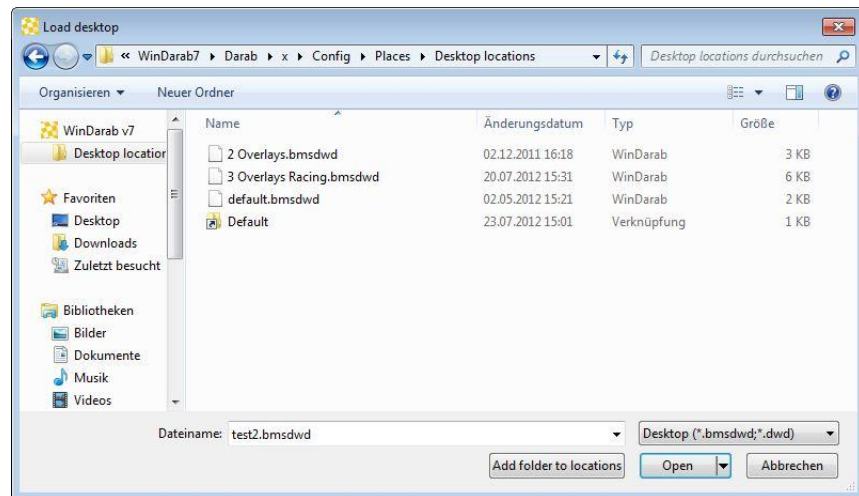 Load desktop
« WinDarab7 ▸ Darab ▸ x ▸ Config ▸ Places ▸ Desktop locations
Desktop locations durchsuchen
Organisieren
Neuer Ordner
WinDarab v7
Desktop location
Favoriten
Desktop
Downloads
Zuletzt besucht
Bibliotheken
Bilder
Dokumente
Musik
Videos
Name Änderungsdatum Typ Größe
2 Overlays.bmsdwd 02.12.2011 16:18 WinDarab 3 KB
3 Overlays Racing.bmsdwd 20.07.2012 15:31 WinDarab 6 KB
default.bmsdwd 02.05.2012 15:21 WinDarab 2 KB
Default 23.07.2012 15:01 Verknüpfung 1 KB
Dateiname: test2.bmsdwd
Desktop (*.bmsdwd;*.dwd)
Add folder to locations
Open
Abbrechen